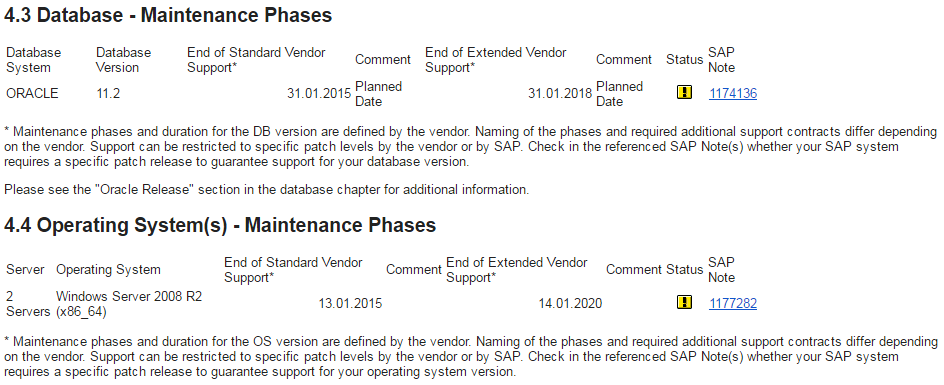 4.3 Database - Maintenance Phases
Database System Database Version End of Standard Vendor Support* Comment End of Extended Vendor Support* Comment Status SAP Note
ORACLE 11.2 31.01.2015 Planned Date 31.01.2018 Planned Date 1174136
* Maintenance phases and duration for the DB version are defined by the vendor. Naming of the phases and required additional support contracts differ depending
on the vendor. Support can be restricted to specific patch levels by the vendor or by SAP. Check in the referenced SAP Note(s) whether your SAP system
requires a specific patch release to guarantee support for your database version.
Please see the "Oracle Release" section in the database chapter for additional information.
4.4 Operating System(s) - Maintenance Phases
Server Operating System End of Standard Vendor Support* Comment End of Extended Vendor Support* Comment Status SAP Note
2 Servers Windows Server 2008 R2 (x86_64) 13.01.2015 14.01.2020 1177282
* Maintenance phases and duration for the OS version are defined by the vendor. Naming of the phases and required additional support contracts differ depending
on the vendor. Support can be restricted to specific patch levels by the vendor or by SAP. Check in the referenced SAP Note(s) whether your SAP system
requires a specific patch release to guarantee support for your operating system version.